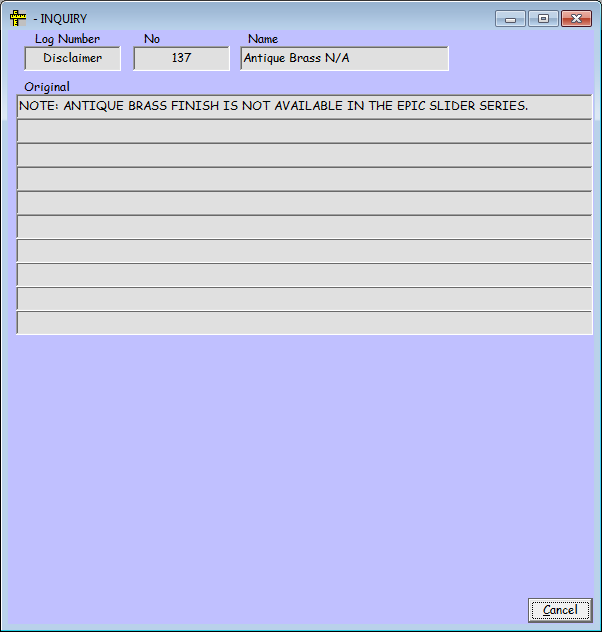 - INQUIRY
Log Number No Name
Disclaimer 137 Antique Brass N/A
Original
NOTE: ANTIQUE BRASS FINISH IS NOT AVAILABLE IN THE EPIC SLIDER SERIES.
Cancel